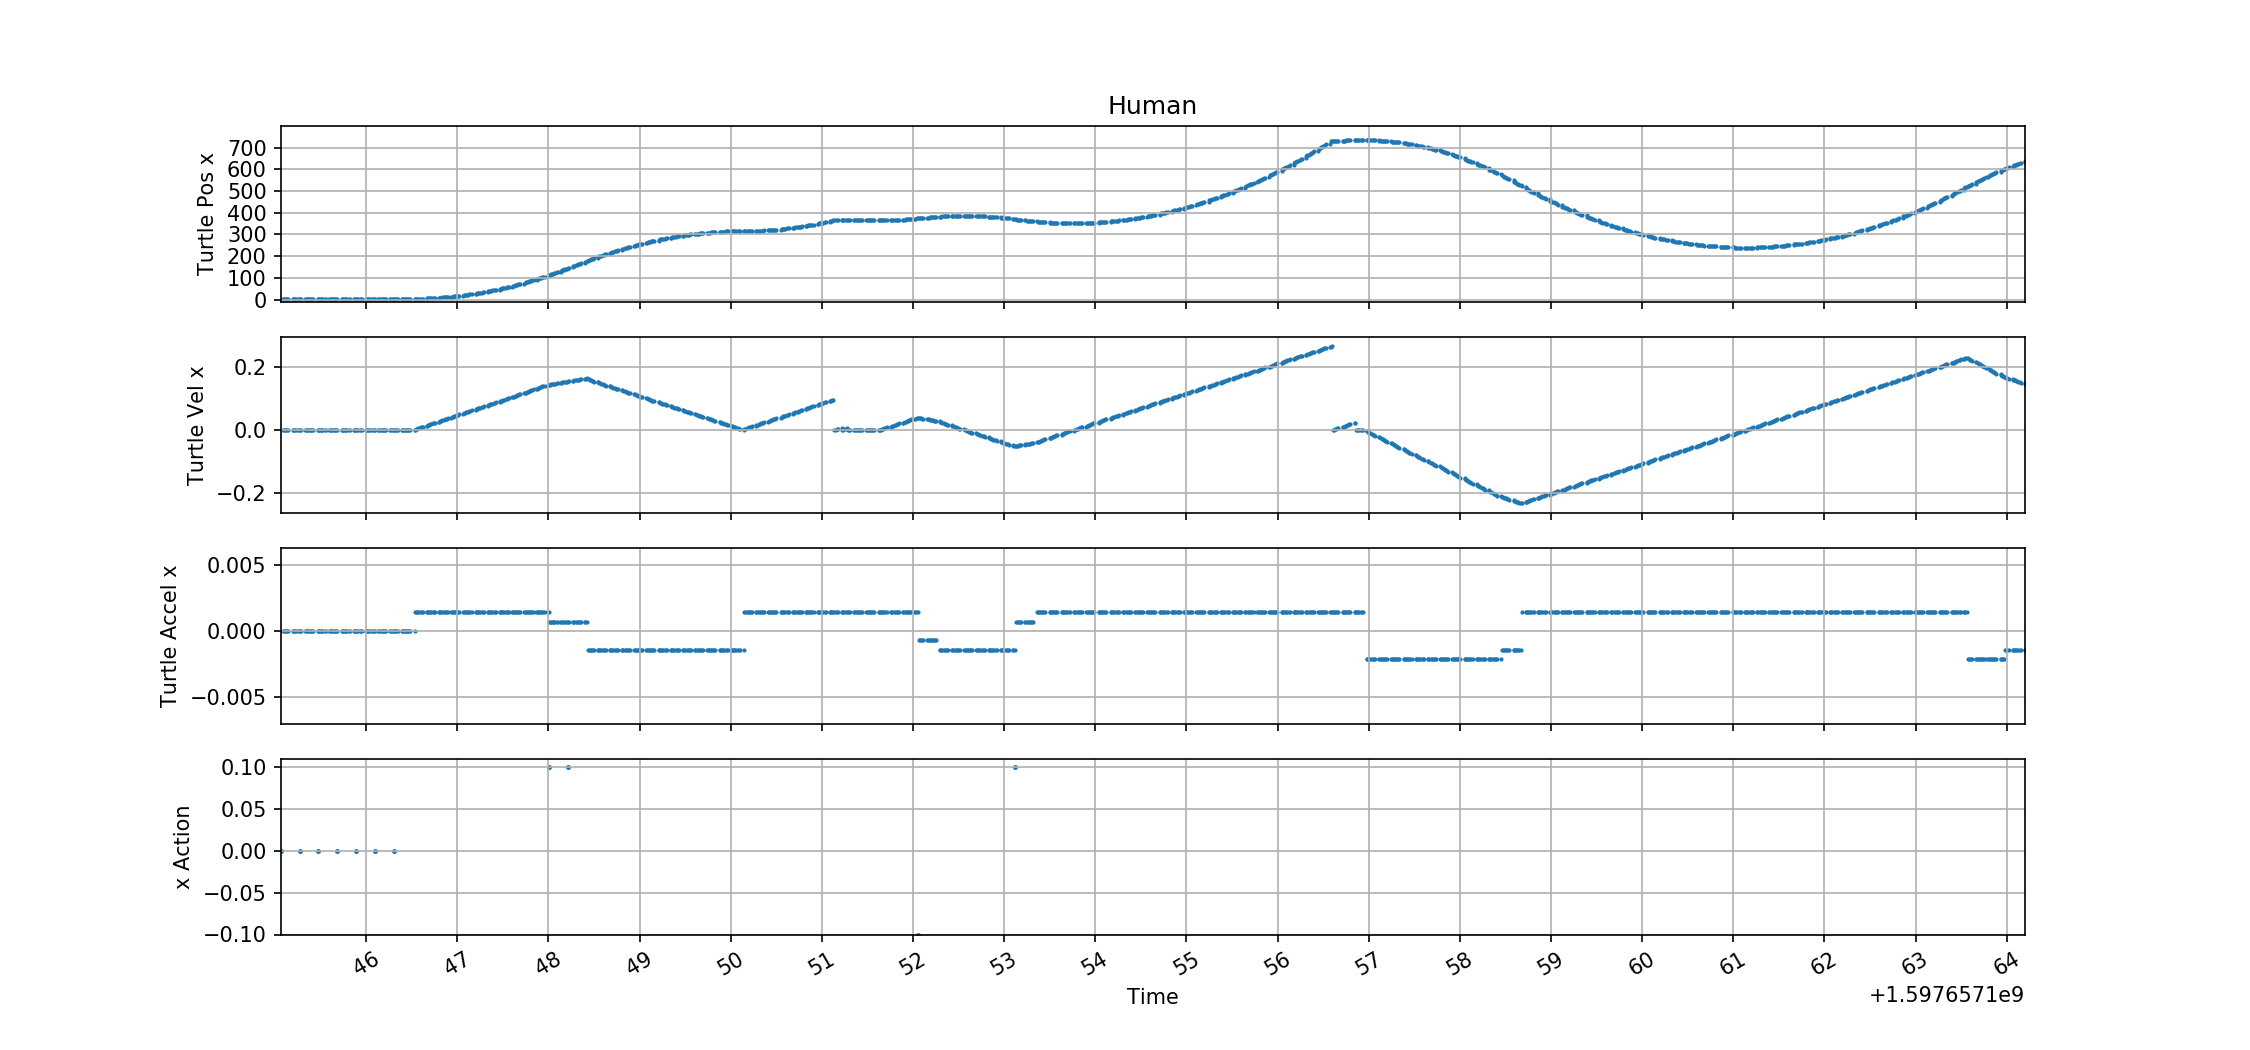 Human
Turtle Pos x
700
600
500
400
300
200
100
0
Turtle Vel x
0.2
0.0
−0.2
Turtle Accel x
0.005
0.000
−0.005
x Action
0.10
0.05
0.00
−0.05
−0.10
46 47 48 49 50 51 52 53 54 55 56 57 58 59 60 61 62 63 64
Time
+1.5976571e9